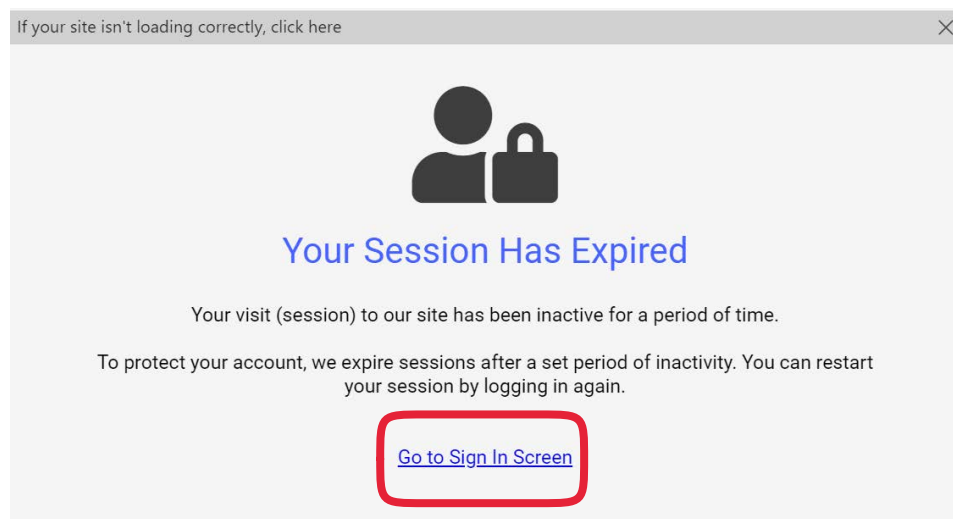 If your site isn't loading correctly, click here
Your Session Has Expired
Your visit (session) to our site has been inactive for a period of time.
To protect your account, we expire sessions after a set period of inactivity. You can restart
your session by logging in again.
Go to Sign In Screen